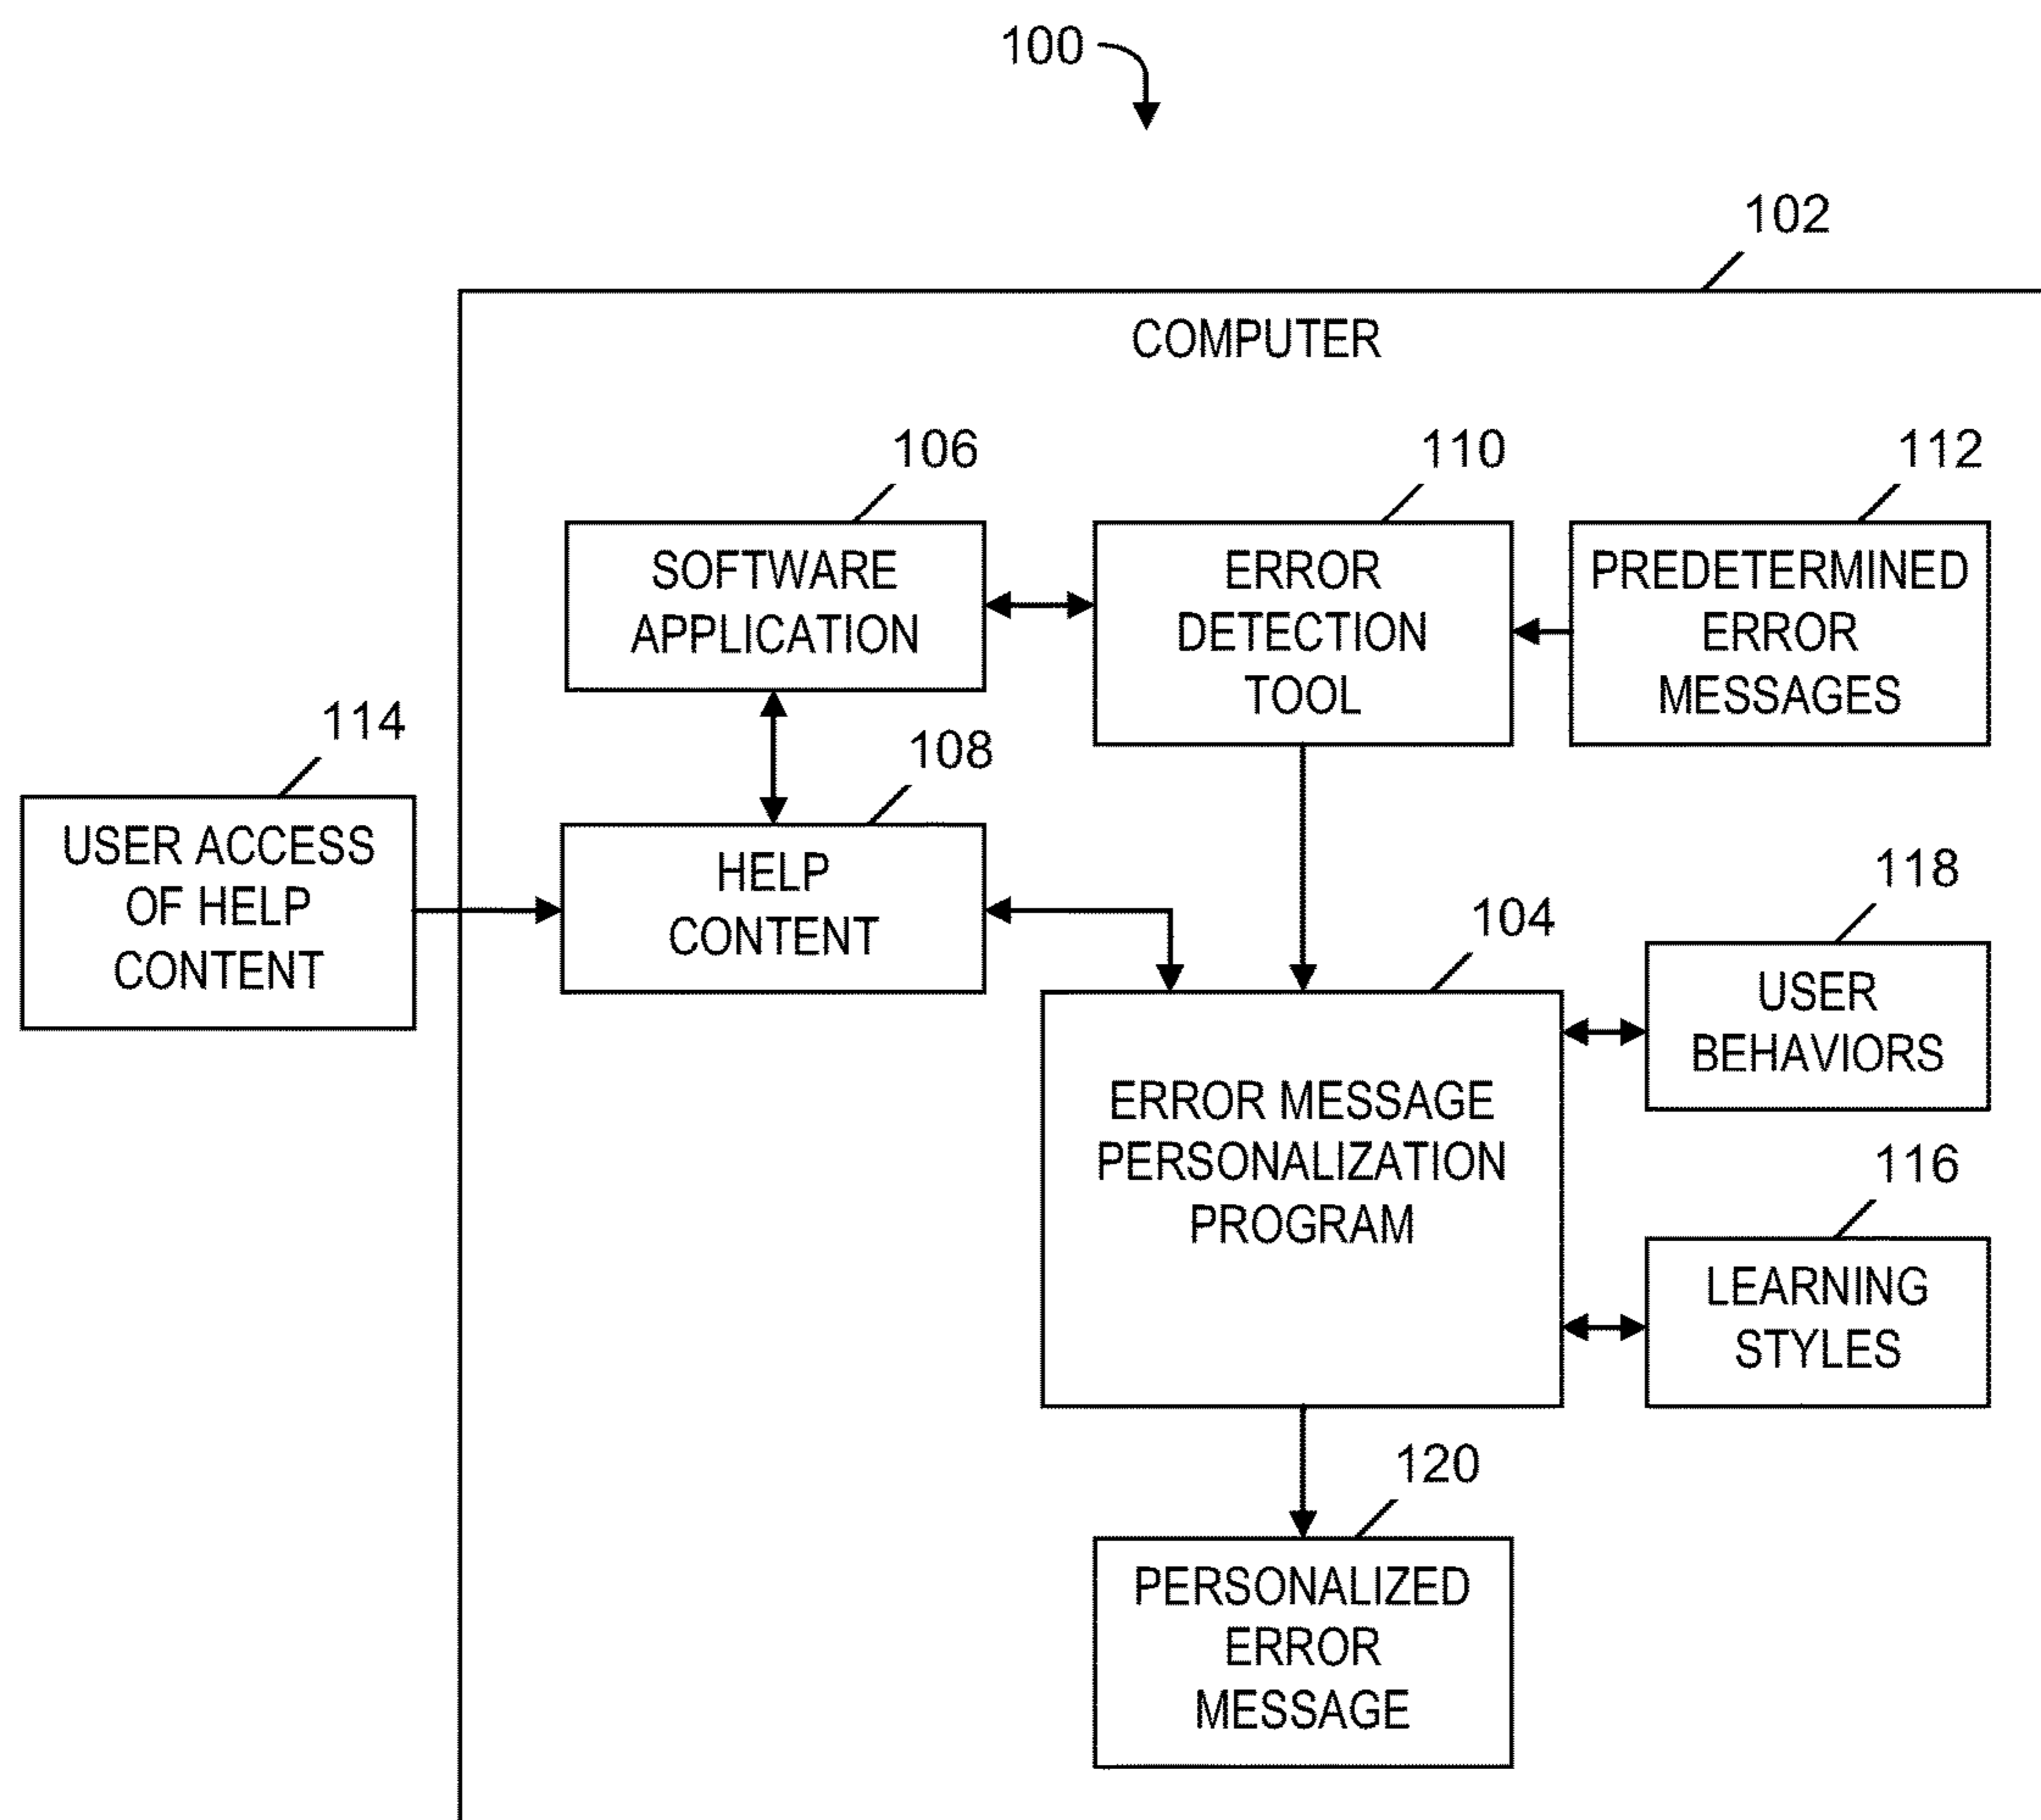 100
102
COMPUTER
106
110
112
SOFTWARE
APPLICATION
ERROR
DETECTION
TOOL
PREDETERMINED
ERROR
MESSAGES
114
108
USER ACCESS
OF HELP
CONTENT
HELP
CONTENT
118
104
USER
BEHAVIORS
ERROR MESSAGE
PERSONALIZATION
PROGRAM
116
LEARNING
STYLES
120
PERSONALIZED
ERROR
MESSAGE